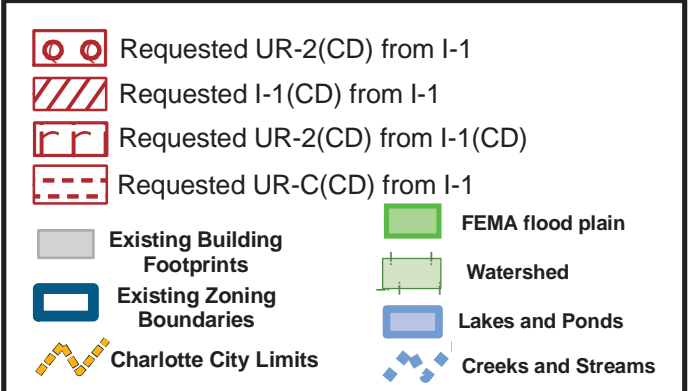 Requested UR-2(CD) from I-1
Requested I-1(CD) from I-1
Requested UR-2(CD) from I-1(CD)
Requested UR-C(CD) from I-1
Existing Building
Footprints
Existing Zoning
Boundaries
Charlotte City Limits
FEMA flood plain
Watershed
Lakes and Ponds
Creeks and Streams